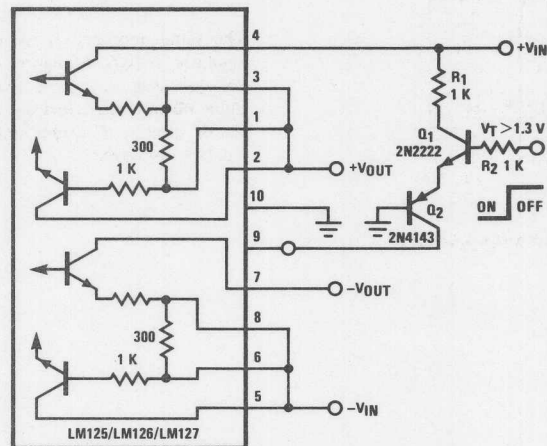 4
+VIN
3
R1
1 K
1
Q1
2N2222
VT > 1.3 V
300
R2 1 K
1 K
2
+VOUT
10
Q2
ON
OFF
2N4143
9
7
−VOUT
8
300
1 K
6
5
−VIN
LM125/LM126/LM127